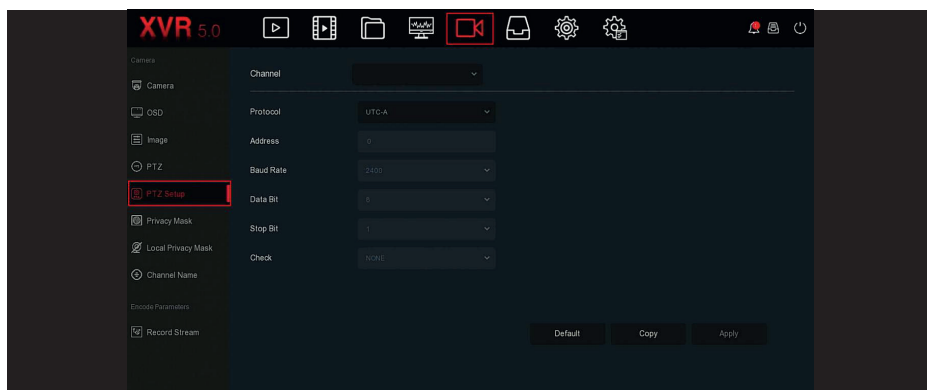 XVR 5.0
Camera
Camera
OSD
Image
PTZ
PTZ Setup
Privacy Mask
Local Privacy Mask
Channel Name
Encode Parameters
Record Stream
Channel
Protocol UTC-A
Address 0
Baud Rate 2400
Data Bit 8
Stop Bit 1
Check NONE
Default Copy Apply